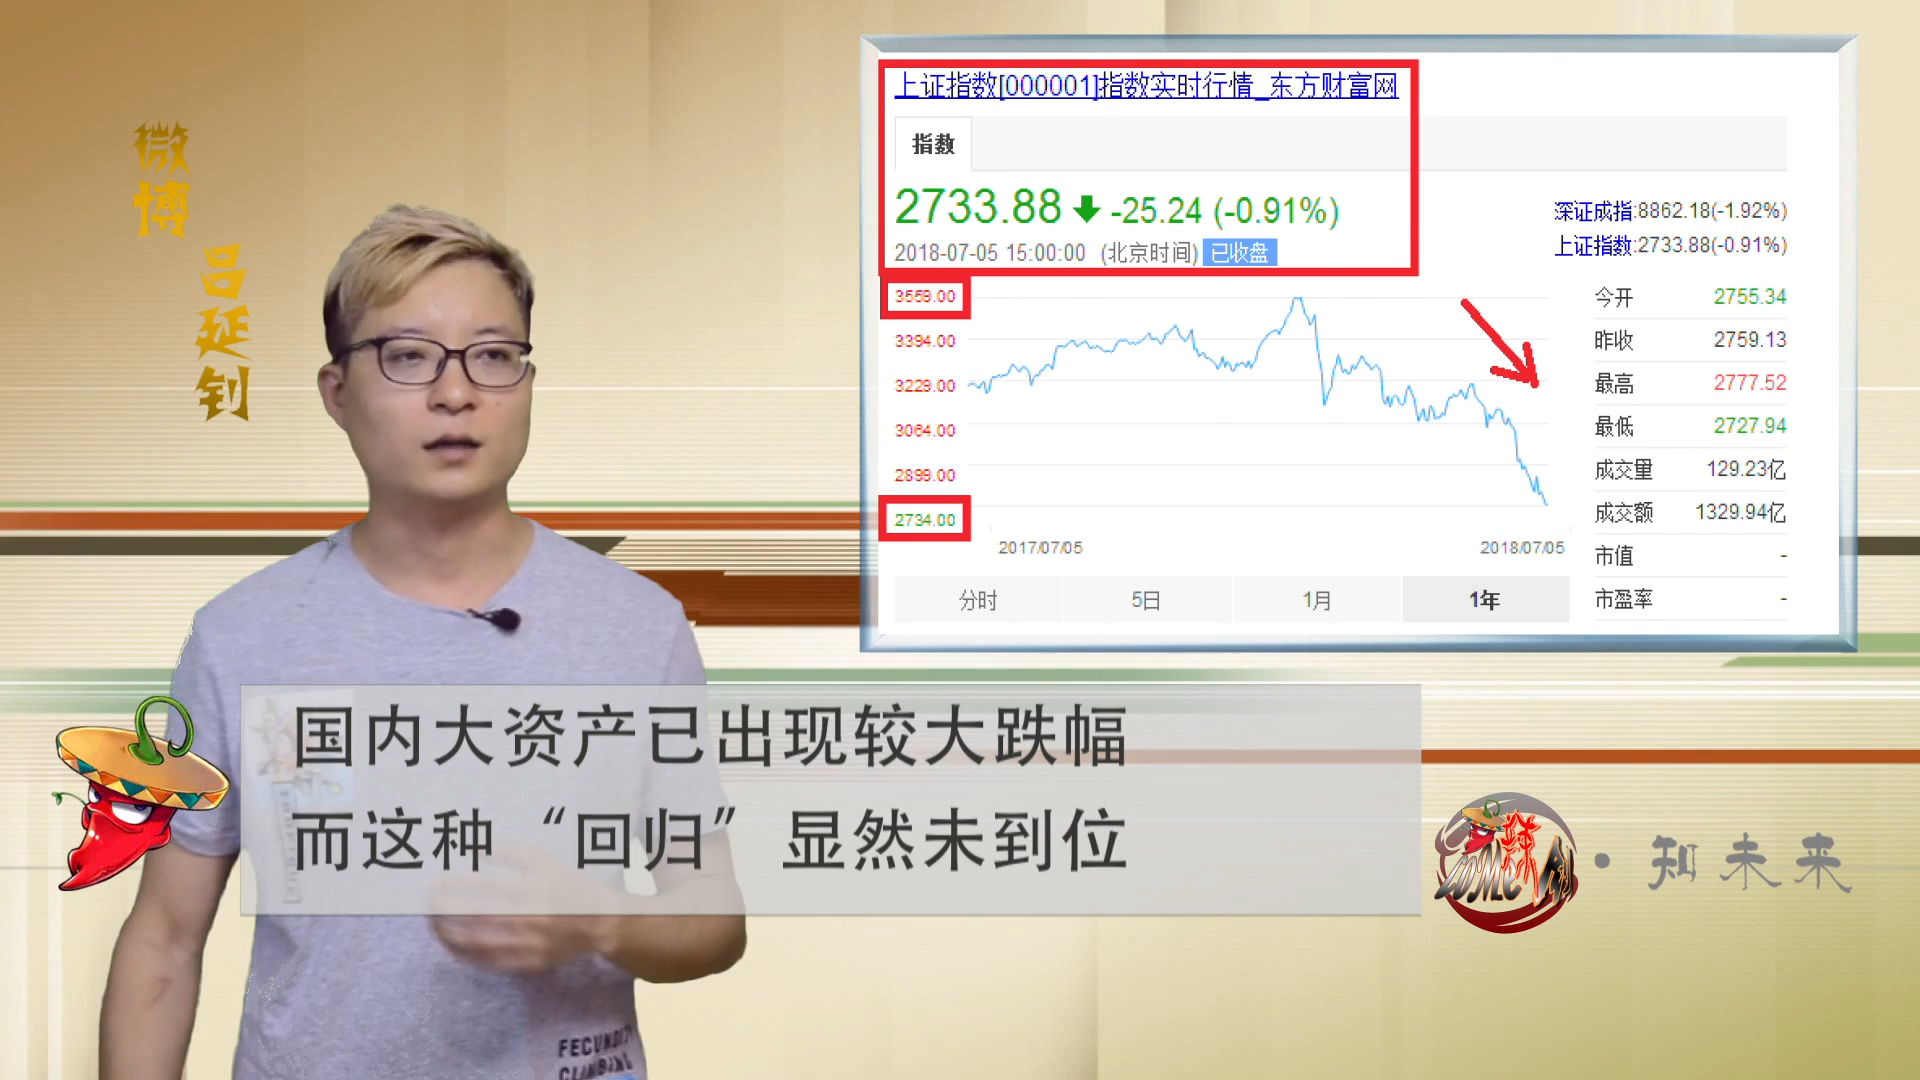 微博
吕延钊
上证指数[000001]指数实时行情_东方财富网
指数
2733.88 -25.24 (-0.91%)
2018-07-05 15:00:00 (北京时间) 已收盘
深证成指:8862.18(-1.92%)
上证指数:2733.88(-0.91%)
3559.00
3394.00
3229.00
3064.00
2899.00
2734.00
2017/07/05
2018/07/05
分时
5日
1月
1年
今开 2755.34
昨收 2759.13
最高 2777.52
最低 2727.94
成交量 129.23亿
成交额 1329.94亿
市值 -
市盈率 -
国内大资产已出现较大跌幅
而这种“回归” 显然未到位
辣钊·知未来